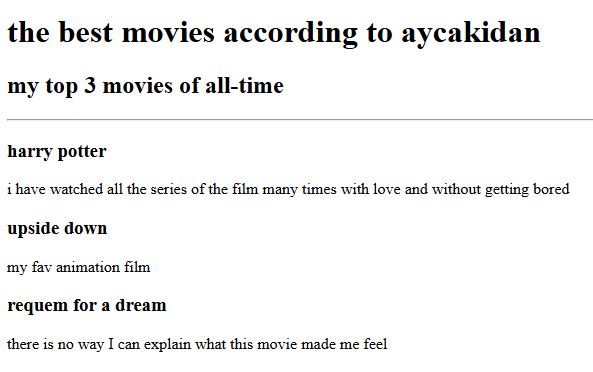 the best movies according to aycakidan
my top 3 movies of all-time
harry potter
i have watched all the series of the film many times with love and without getting bored
upside down
my fav animation film
requem for a dream
there is no way I can explain what this movie made me feel